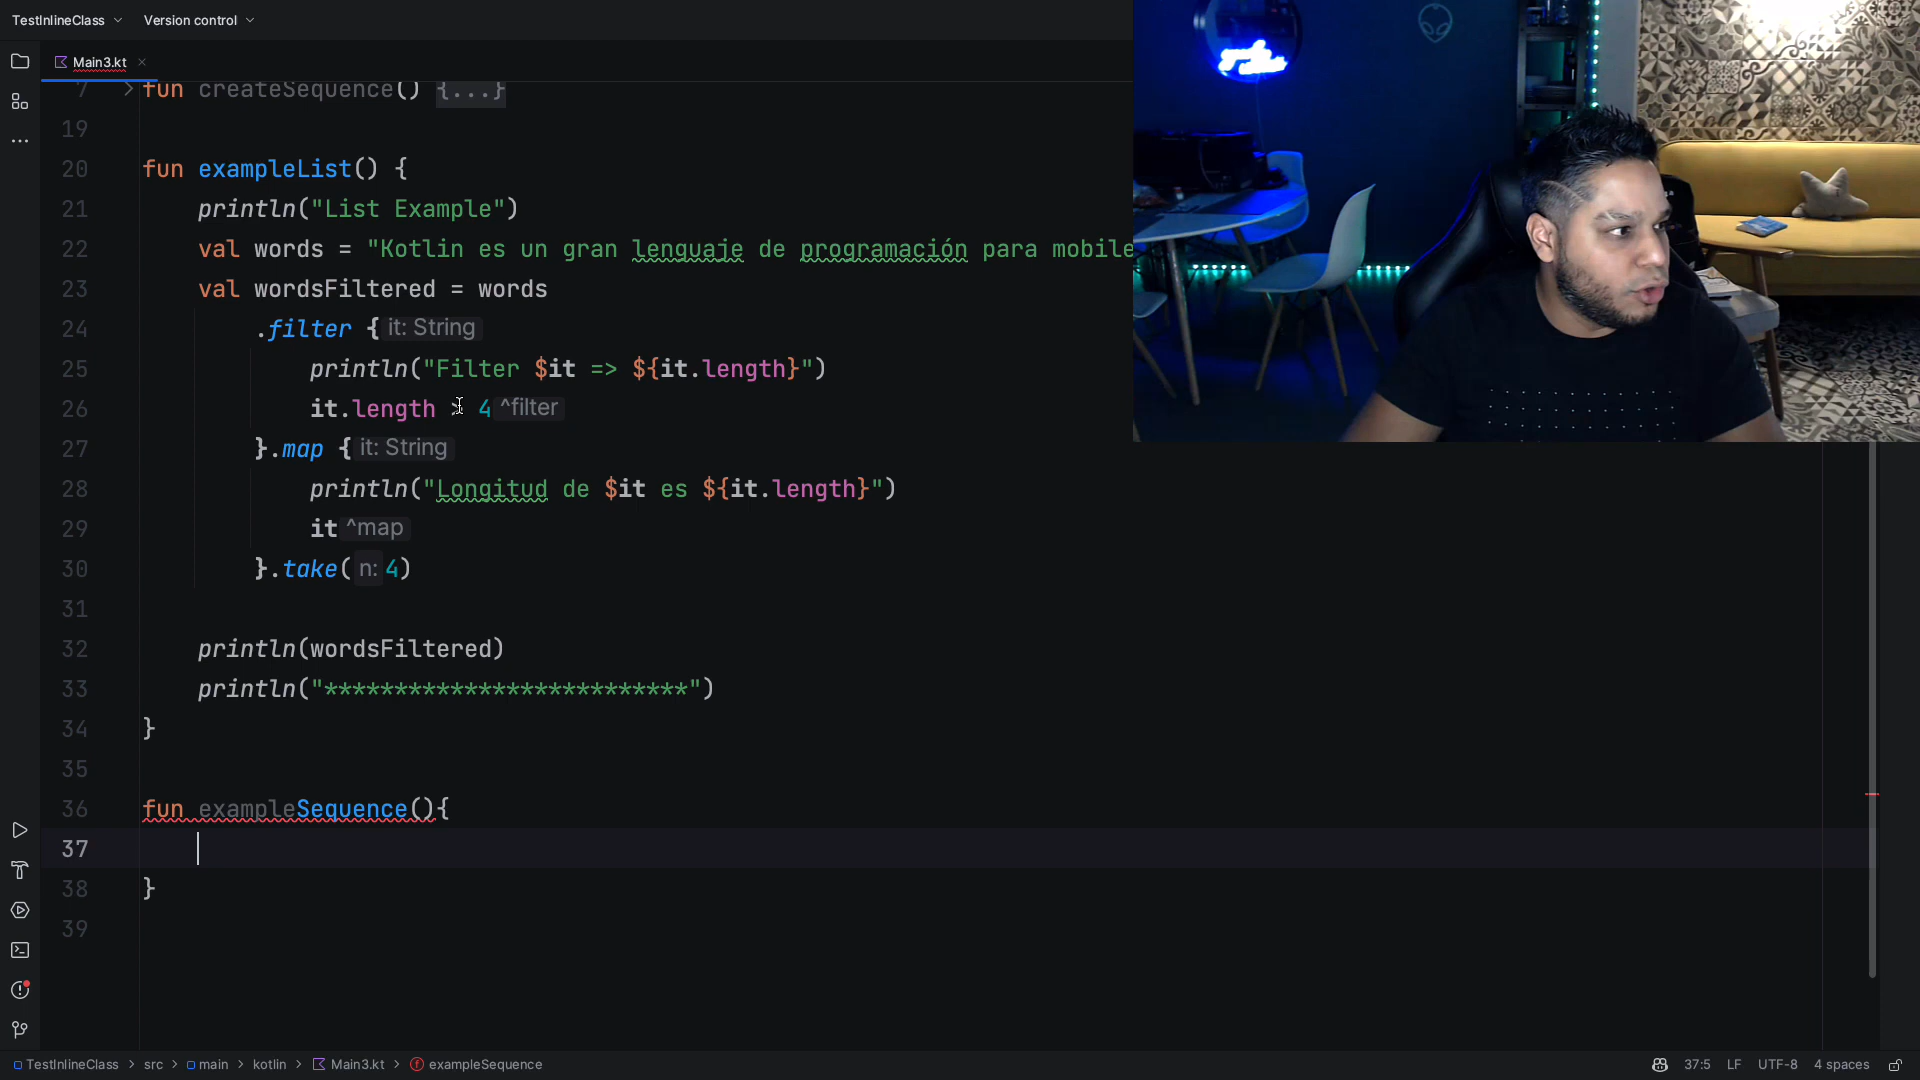 TestInlineClass Version control
Main3.kt
7 fun createSequence() {...}
19
20 fun exampleList() {
21 println("List Example")
22 val words = "Kotlin es un gran lenguaje de programación para mobile
23 val wordsFiltered = words
24 .filter { it: String
25 println("Filter $it => ${it.length}")
26 it.length > 4 ^filter
27 }.map { it: String
28 println("Longitud de $it es ${it.length}")
29 it ^map
30 }.take( n: 4)
31
32 println(wordsFiltered)
33 println("**************************")
34 }
35
36 fun exampleSequence(){
37
38 }
39
TestInlineClass > src > main > kotlin > Main3.kt > exampleSequence 37:5 LF UTF-8 4 spaces